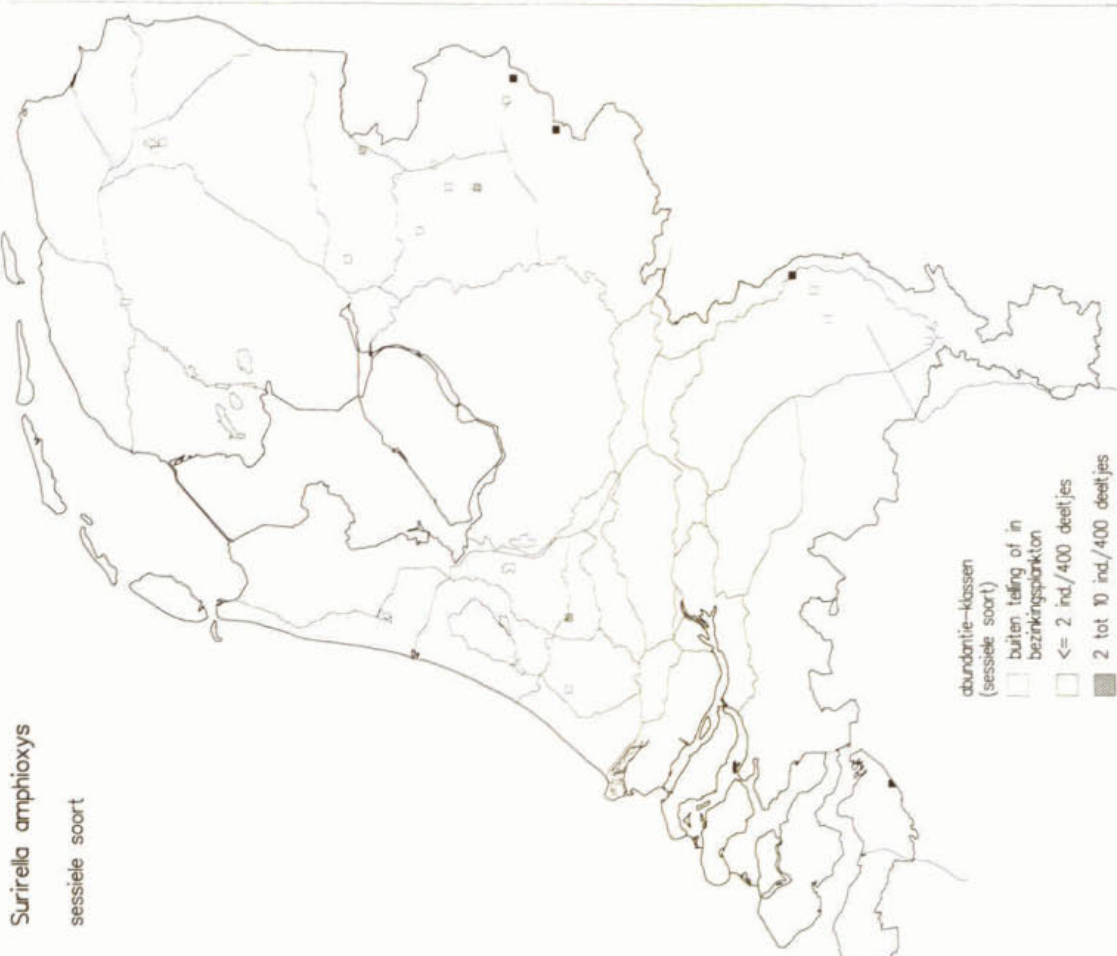 Surirella amphioxys
sessiele soort
abundantie-klassen
(sessiele soort)
buiten telling of in
bezinkingsplankton
<= 2 ind./400 deeltjes
2 tot 10 ind./400 deeltjes